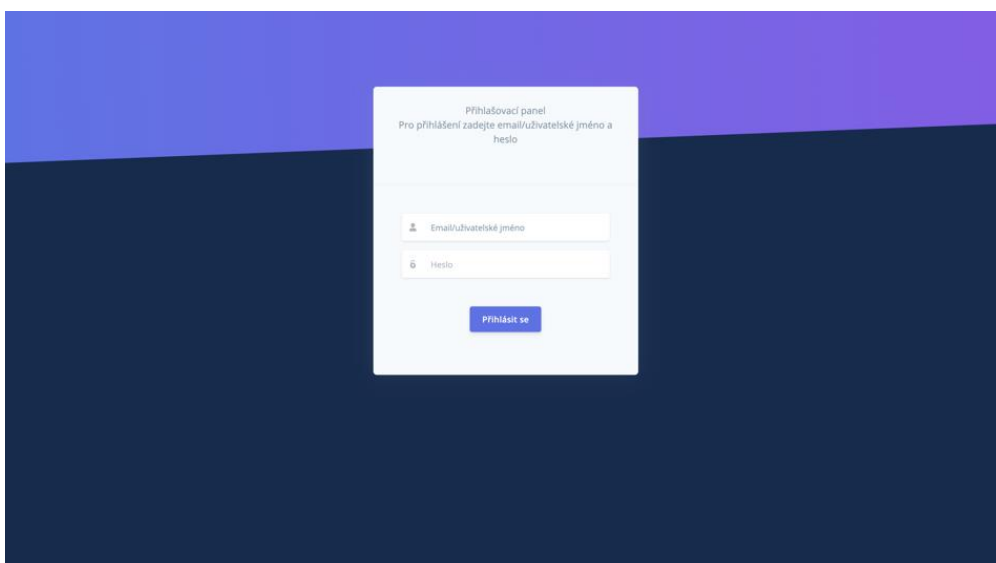 Přihlašovací panel
Pro přihlášení zadejte email/uživatelské jméno a
heslo
Email/uživatelské jméno
Heslo
Přihlásit se